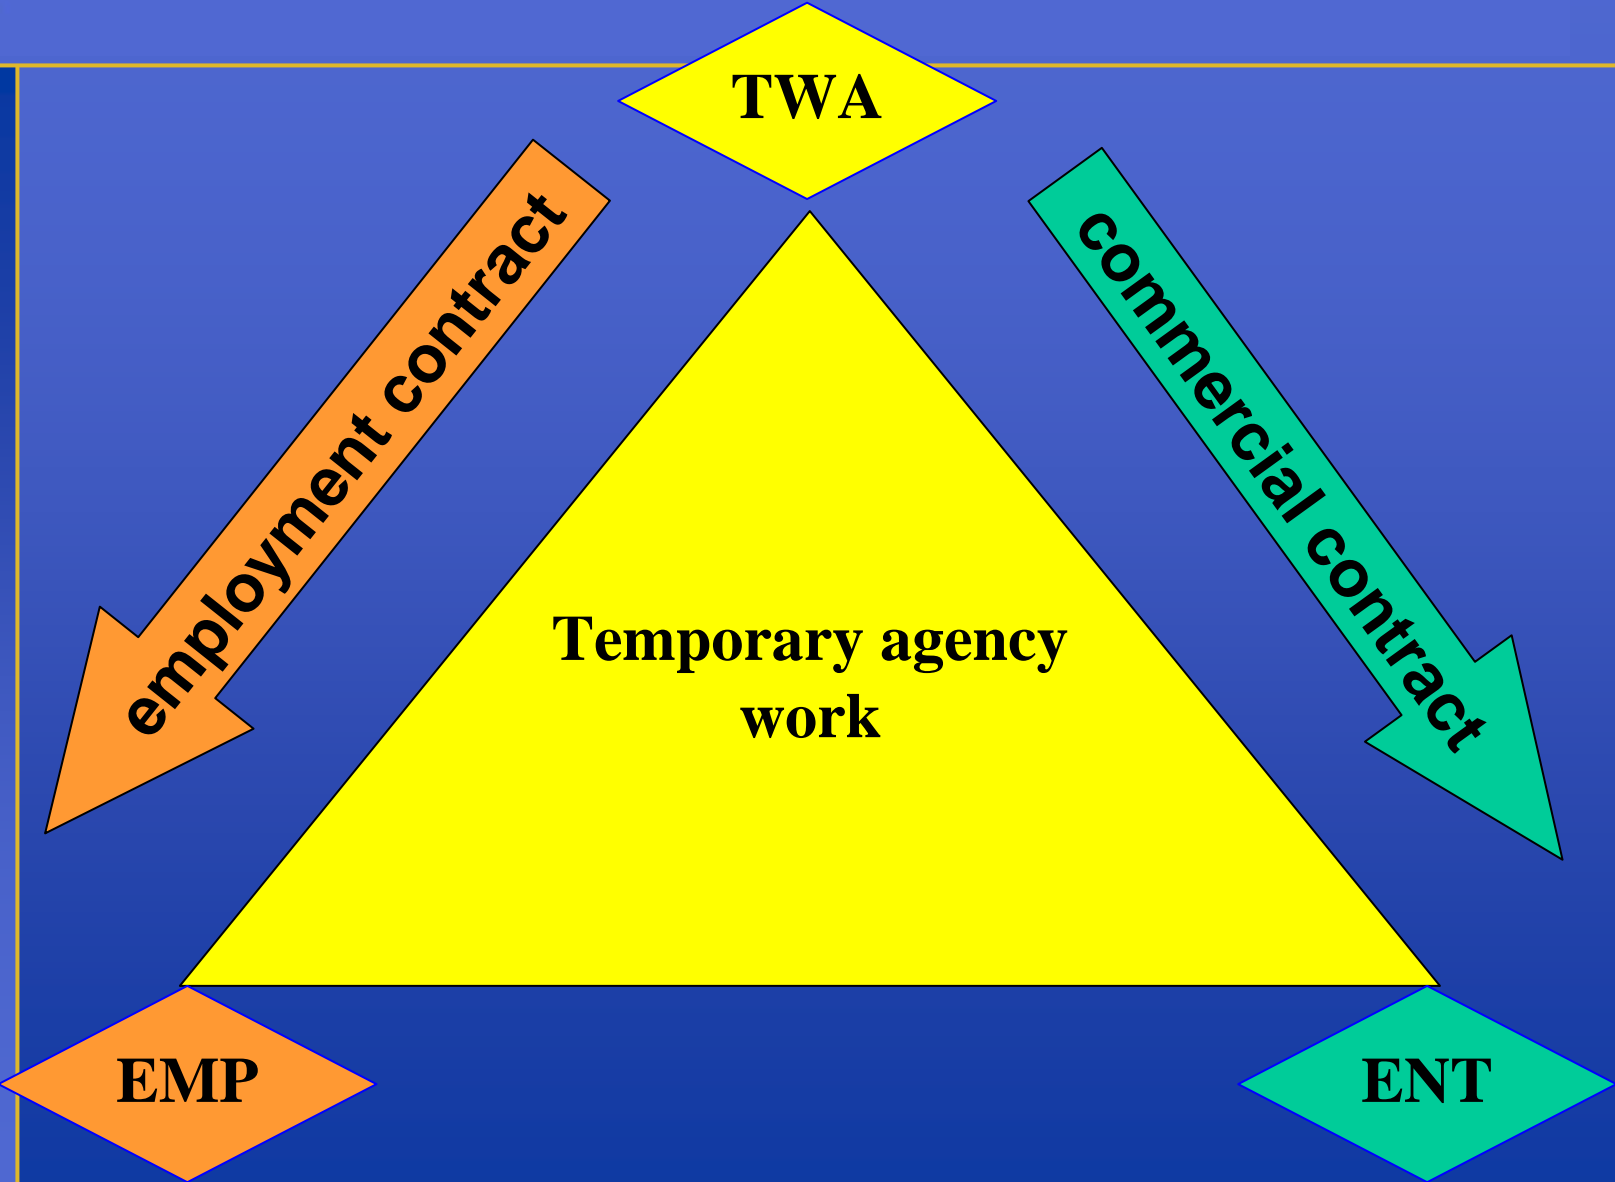 TWA
employment contract
commercial contract
Temporary agency
work
EMP
ENT